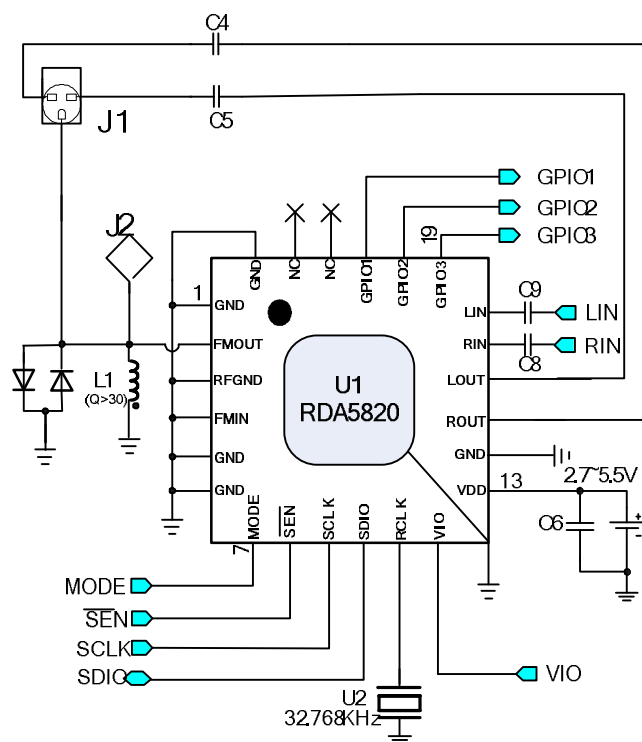 C4
J1
C5
GPIO1
GPIO2
GPIO3
19
J2
GND
NC
NC
GPIO1
GPIO2
GPIO3
1
GND
FMOUT
RFGND
FMIN
GND
GND
LIN
RIN
LOUT
ROUT
GND
VDD
C9
LIN
C8
RIN
U1
RDA5820
L1
(Q>30)
13
2.7~5.5V
C6
+
-
7
MODE
SEN
SCLK
SDIO
RCLK
VIO
MODE
SEN
SCLK
SDIO
VIO
U2
32.768KHz